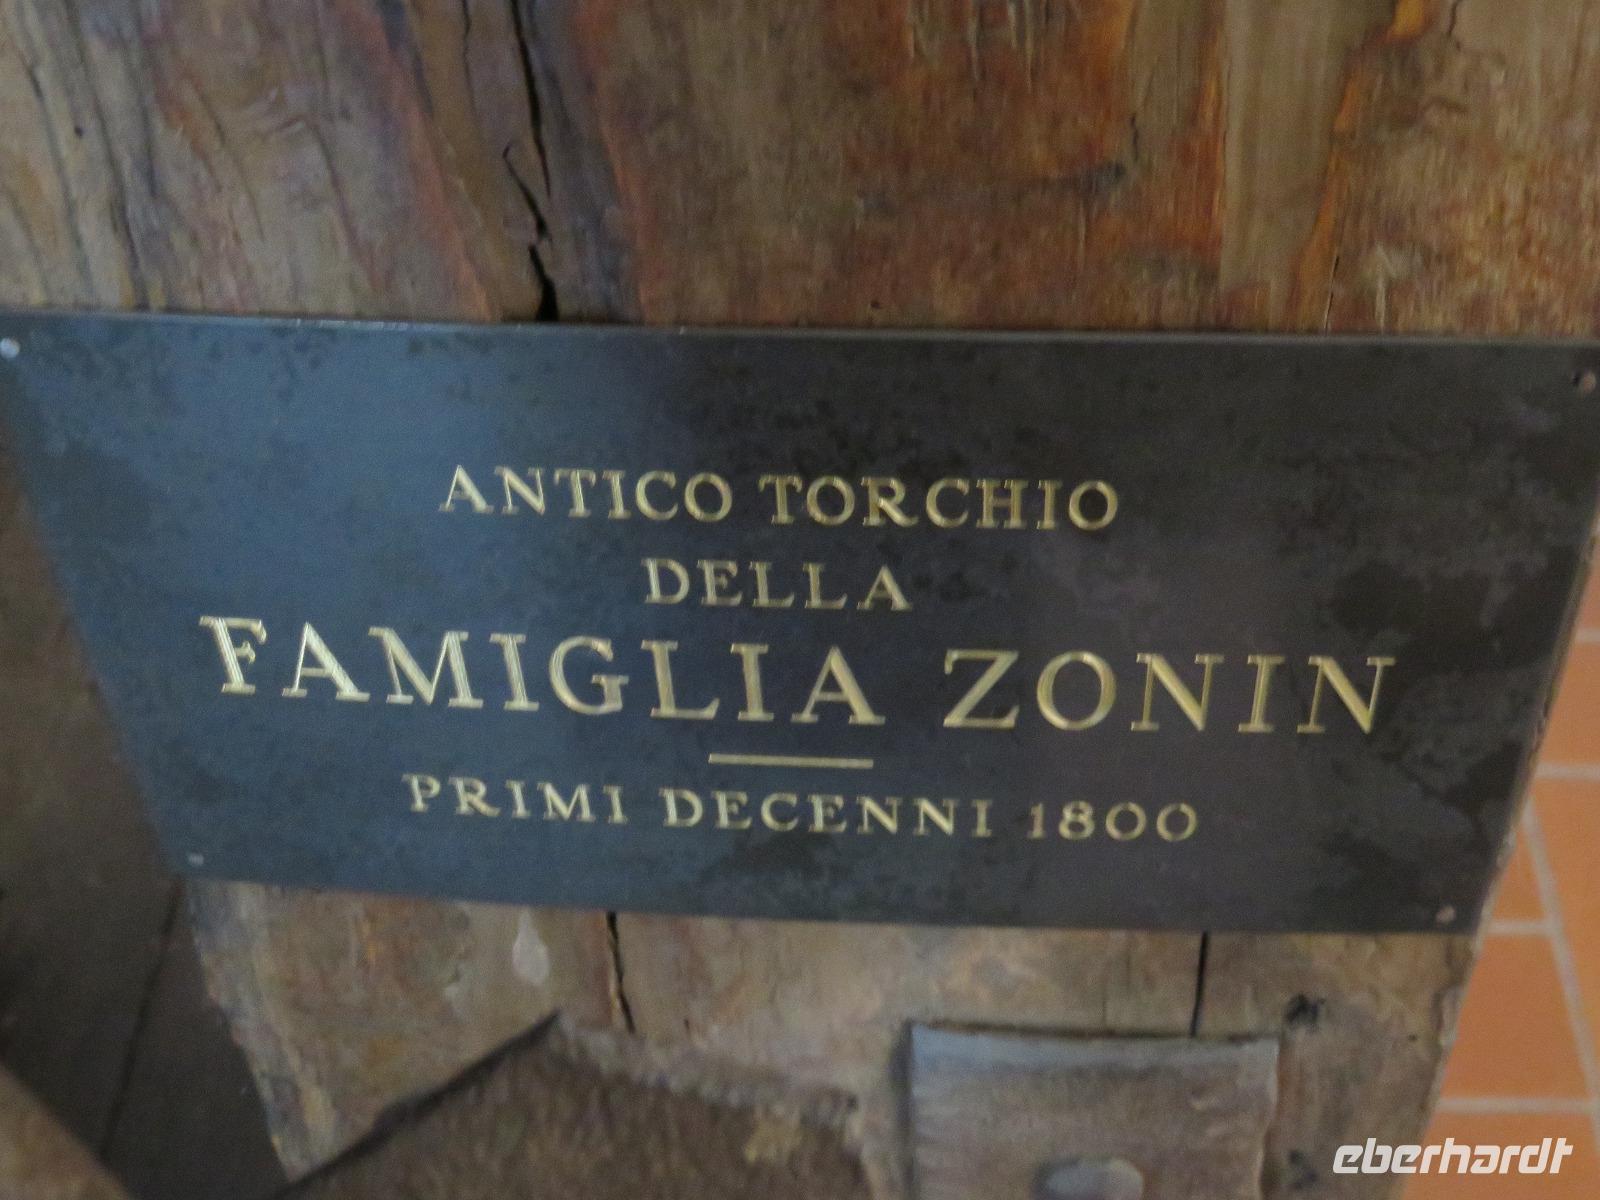 ANTICO TORCHIO
DELLA
FAMIGLIA ZONIN
PRIMI DECENNI 1800
eberhardt